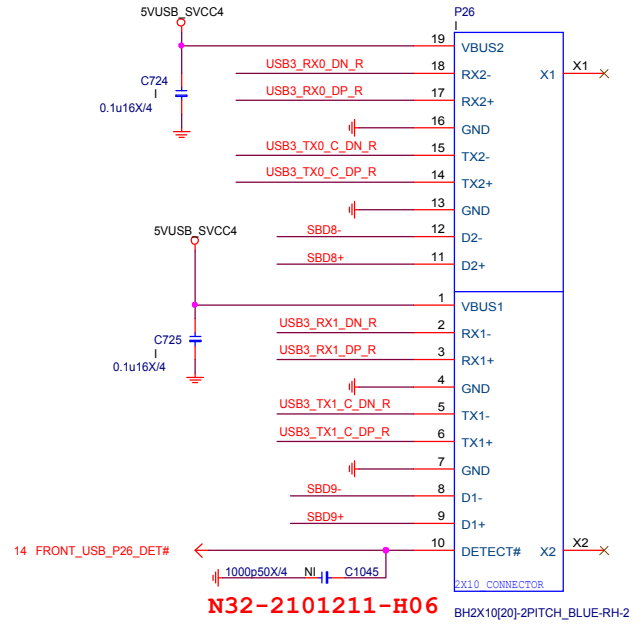 5VUSB_SVCC4
P26
I
19 VBUS2
USB3_RX0_DN_R 18 RX2- X1 X1
C724
I
0.1u16X/4
USB3_RX0_DP_R 17 RX2+
16 GND
USB3_TX0_C_DN_R 15 TX2-
USB3_TX0_C_DP_R 14 TX2+
13 GND
5VUSB_SVCC4
SBD8- 12 D2-
SBD8+ 11 D2+
1 VBUS1
USB3_RX1_DN_R 2 RX1-
C725
I
0.1u16X/4
USB3_RX1_DP_R 3 RX1+
4 GND
USB3_TX1_C_DN_R 5 TX1-
USB3_TX1_C_DP_R 6 TX1+
7 GND
SBD9- 8 D1-
SBD9+ 9 D1+
14 FRONT_USB_P26_DET# 10 DETECT# X2 X2
1000p50X/4 NI C1045
2X10_CONNECTOR
N32-2101211-H06 BH2X10[20]-2PITCH_BLUE-RH-2